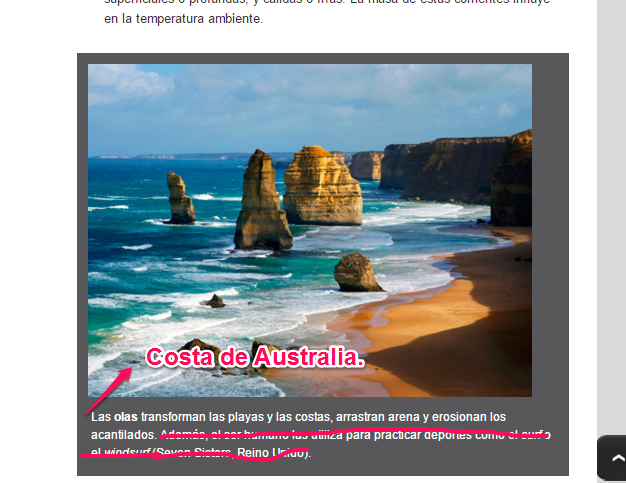 superficiales o profundas, y cálidas o frías. La masa de estas corrientes influye
en la temperatura ambiente.
Costa de Australia.
Las olas transforman las playas y las costas, arrastran arena y erosionan los
acantilados. Además, el ser humano las utiliza para practicar deportes como el surf o
el windsurf (Seven Sisters, Reino Unido).